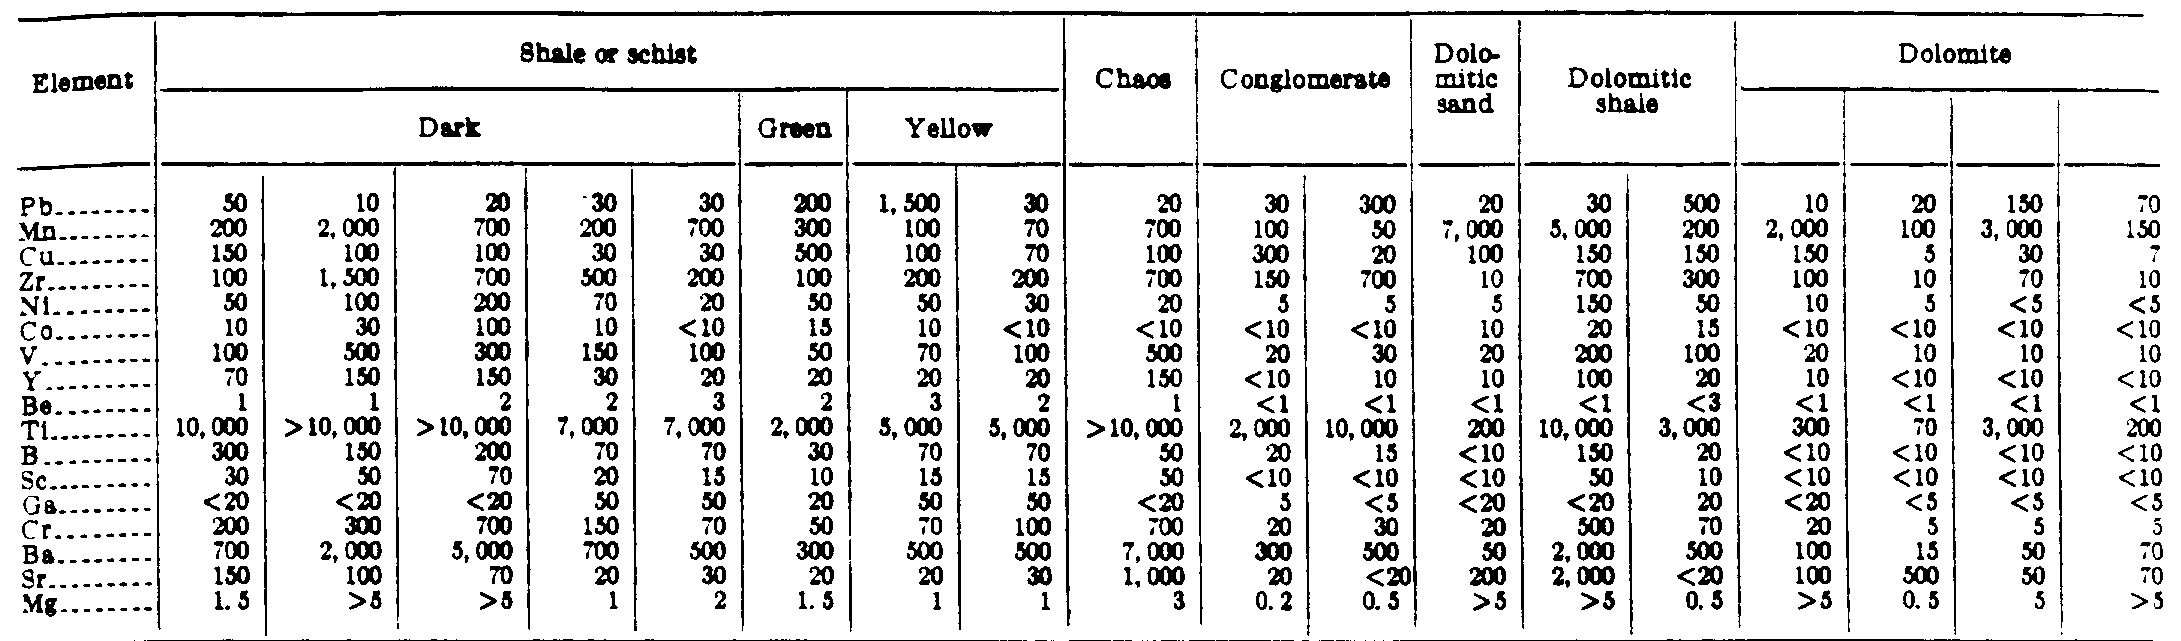 Shale or schist
Dolomite
Dolo-
Element
Chaos
Conglomerate
mitic
Dolomitic
sand
shale
Dark
Green
Yellow
Pb 50 10 20 30 30 200 1,500 30 20 30 300 20 30 500 10 20 150 70
Mn 200 2,000 700 200 700 300 100 70 700 100 50 7,000 5,000 200 2,000 100 3,000 150
Cu 150 100 100 30 30 500 100 70 100 300 20 100 150 150 150 5 30 7
Zr 100 1,500 700 500 200 100 200 200 700 150 700 10 700 300 100 10 70 10
Ni 50 100 200 70 20 50 50 30 20 5 5 5 150 50 10 5 <5 <5
Co 10 30 100 10 <10 15 10 <10 <10 <10 <10 10 20 15 <10 <10 <10 <10
V 100 500 300 150 100 50 70 100 500 20 30 20 200 100 20 10 10 10
Y 70 150 150 30 20 20 20 20 150 <10 10 10 100 20 10 <10 <10 <10
Be 1 1 2 2 3 2 3 2 1 <1 <1 <1 <1 <3 <1 <1 <1 <1
Ti 10,000 >10,000 >10,000 7,000 7,000 2,000 5,000 5,000 >10,000 2,000 10,000 200 10,000 3,000 300 70 3,000 200
B 300 150 200 70 70 30 70 70 50 20 15 <10 150 20 <10 <10 <10 <10
Sc 30 50 70 20 15 10 15 15 50 <10 <10 <10 50 10 <10 <10 <10 <10
Ga <20 <20 <20 50 50 20 50 50 <20 5 <5 <20 <20 20 <20 <5 <5 <5
Cr 200 300 700 150 70 50 70 100 700 20 30 20 500 70 20 5 5 5
Ba 700 2,000 5,000 700 500 300 500 500 7,000 300 500 50 2,000 500 100 15 50 70
Sr 150 100 70 20 30 20 20 30 1,000 20 <20 200 2,000 <20 100 500 50 70
Mg 1.5 >5 >5 1 2 1.5 1 1 3 0.2 0.5 >5 >5 0.5 >5 0.5 5 >5